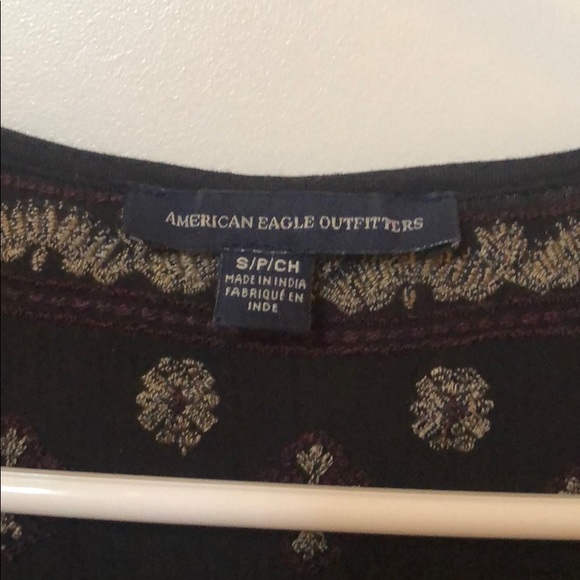 AMERICAN EAGLE OUTFITTERS
S/P/CH
MADE IN INDIA
FABRIQUÉ EN
INDE